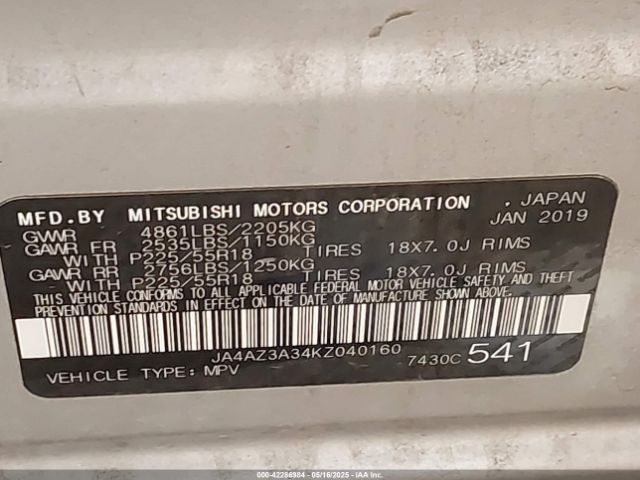 MFD.BY MITSUBISHI MOTORS CORPORATION , JAPAN
GVWR 4861LBS/2205KG JAN 2019
GAWR FR 2535LBS/1150KG
WITH P225/55R18 TIRES 18X7.0J RIMS
GAWR RR 2756LBS/1250KG
WITH P225/55R18 TIRES 18X7.0J RIMS
THIS VEHICLE CONFORMS TO ALL APPLICABLE FEDERAL MOTOR VEHICLE SAFETY AND THEFT
PREVENTION STANDARDS IN EFFECT ON THE DATE OF MANUFACTURE SHOWN ABOVE.
JA4AZ3A34KZ040160
VEHICLE TYPE: MPV 7430C 541
000-42286984 - 05/16/2025 - IAA Inc.